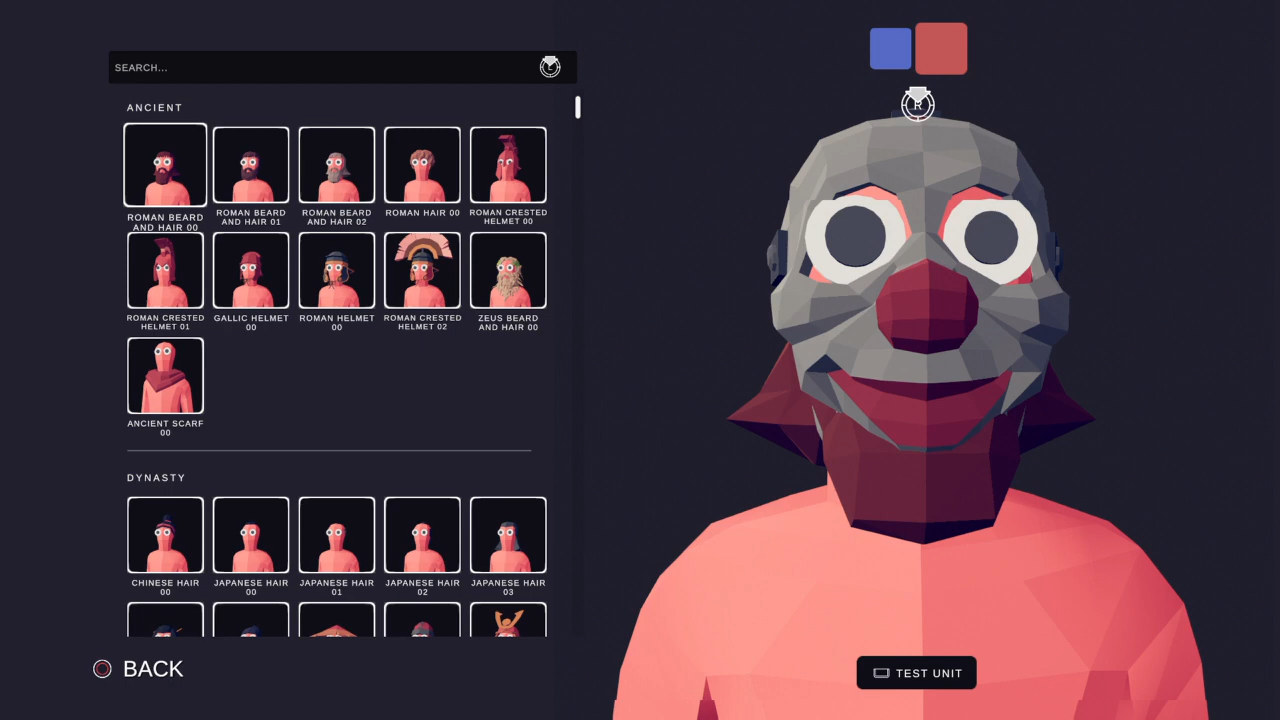 SEARCH...
L
R
ANCIENT
ROMAN BEARD
AND HAIR 00
ROMAN BEARD
AND HAIR 01
ROMAN BEARD
AND HAIR 02
ROMAN HAIR 00
ROMAN CRESTED
HELMET 00
ROMAN CRESTED
HELMET 01
GALLIC HELMET
00
ROMAN HELMET
00
ROMAN CRESTED
HELMET 02
ZEUS BEARD
AND HAIR 00
ANCIENT SCARF
00
DYNASTY
CHINESE HAIR
00
JAPANESE HAIR
00
JAPANESE HAIR
01
JAPANESE HAIR
02
JAPANESE HAIR
03
BACK
TEST UNIT